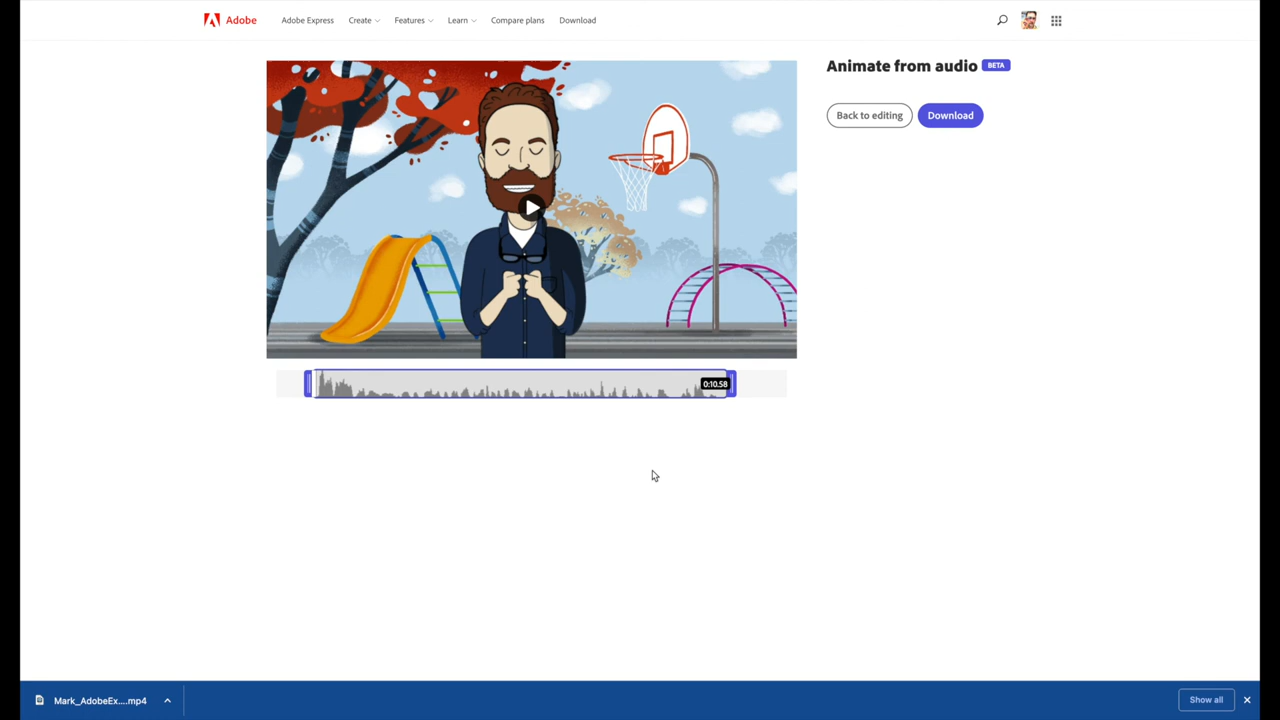 Adobe
Adobe Express
Create
Features
Learn
Compare plans
Download
Animate from audio BETA
Back to editing
Download
0:10.58
Mark_AdobeEx....mp4
Show all